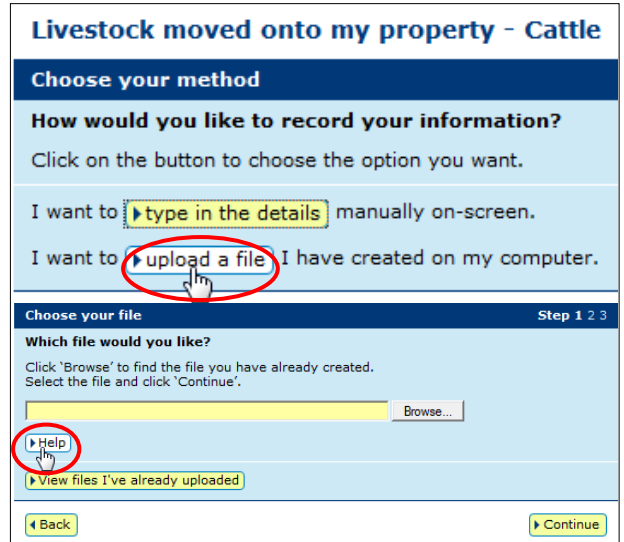 Livestock moved onto my property - Cattle
Choose your method
How would you like to record your information?
Click on the button to choose the option you want.
I want to type in the details manually on-screen.
I want to upload a file I have created on my computer.
Choose your file Step 1 2 3
Which file would you like?
Click `Browse' to find the file you have already created.
Select the file and click `Continue'.
Browse...
Help
View files I've already uploaded
Back Continue